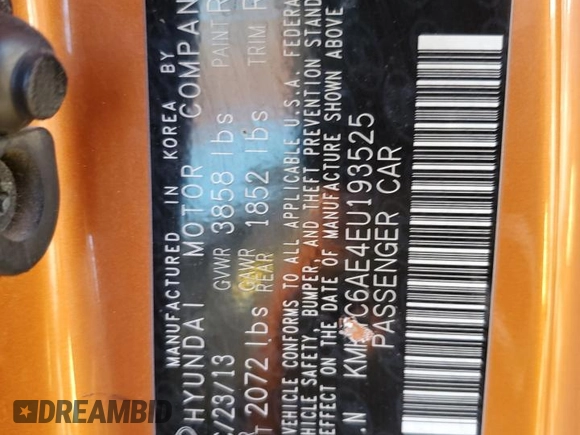 MANUFACTURED IN KOREA BY
HYUNDAI MOTOR COMPAN
/23/13 GVWR 3858 lbs PAINT R
2072 lbs GAWR REAR 1852 lbs TRIM R
VEHICLE CONFORMS TO ALL APPLICABLE U.S.A. FEDERA
HICLE SAFETY, BUMPER, AND THEFT PREVENTION STAND
EFFECT ON THE DATE OF MANUFACTURE SHOWN ABOVE
.N KM C6AE4EU193525
PASSENGER CAR
DREAMBID